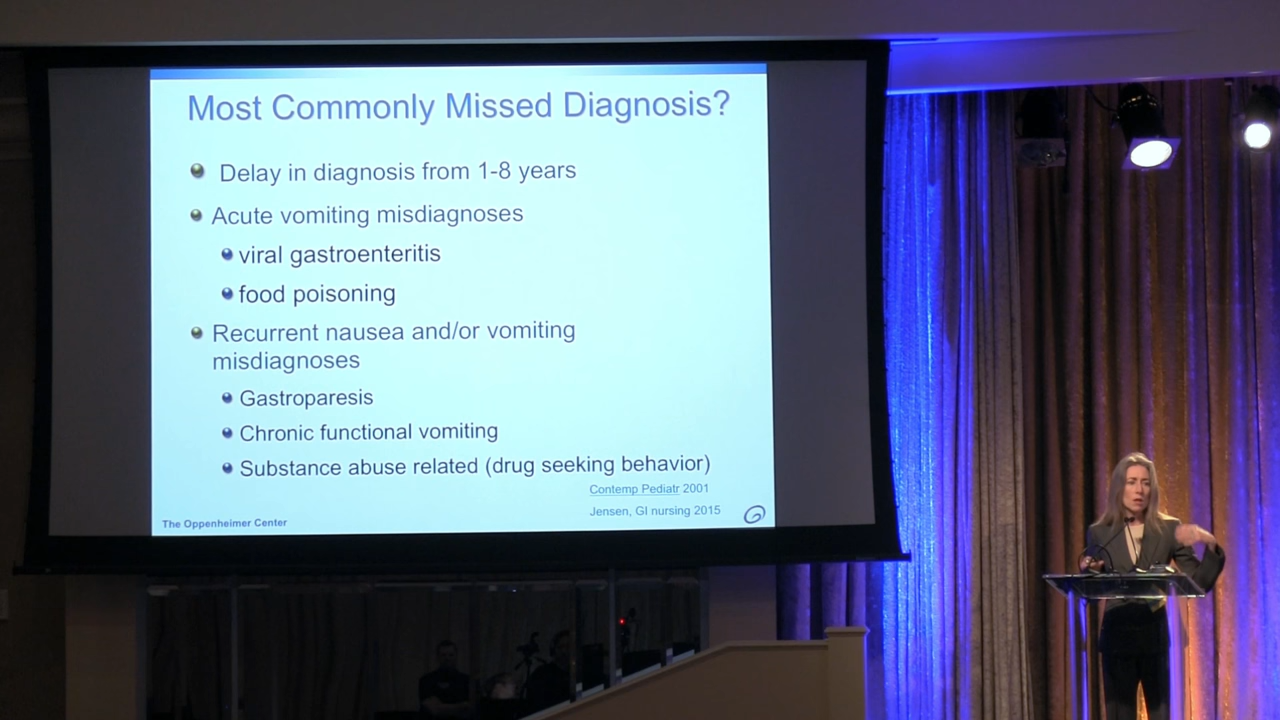 Most Commonly Missed Diagnosis?
Delay in diagnosis from 1-8 years
Acute vomiting misdiagnoses
viral gastroenteritis
food poisoning
Recurrent nausea and/or vomiting
misdiagnoses
Gastroparesis
Chronic functional vomiting
Substance abuse related (drug seeking behavior)
Contemp Pediatr 2001
Jensen, GI nursing 2015
The Oppenheimer Center